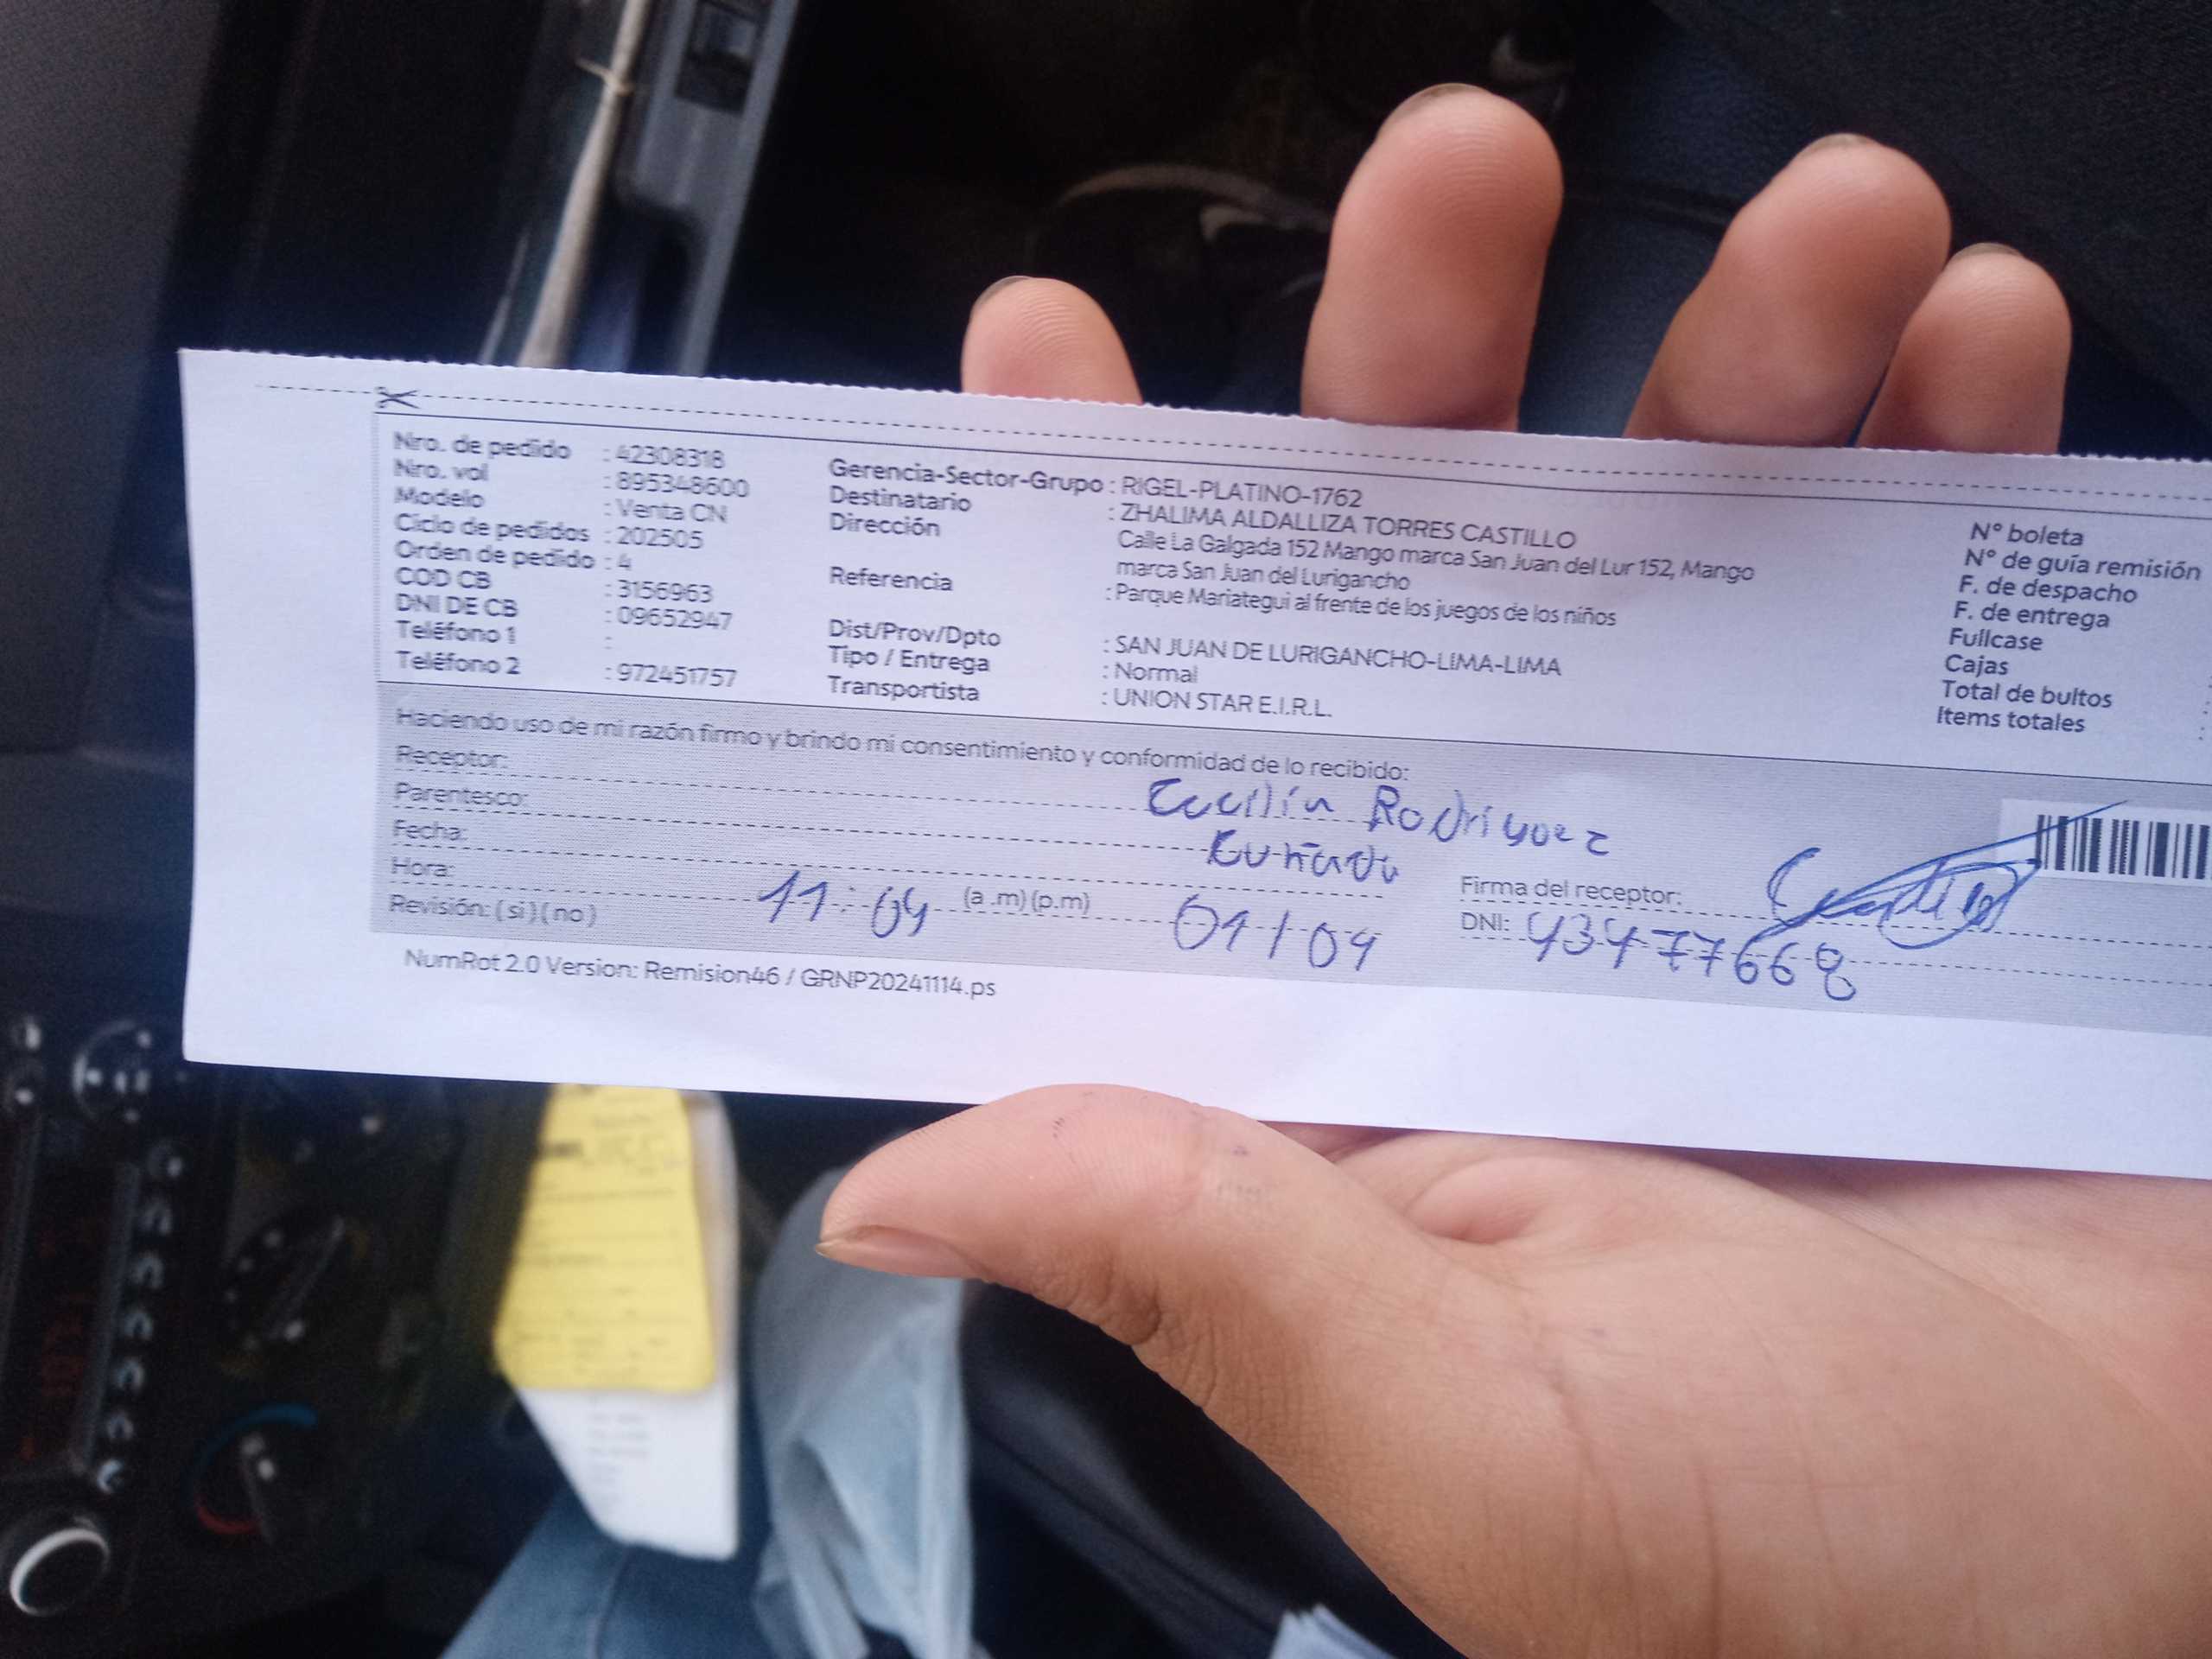 Nro. de pedido : 42308318
Nro. vol : 895348600
Modelo : Venta CN
Ciclo de pedidos : 202505
Orden de pedido : 4
COD CB : 3156963
DNI DE CB : 09652947
Teléfono 1 :
Teléfono 2 : 972451757
Gerencia-Sector-Grupo : RIGEL-PLATINO-1762
Destinatario : ZHALIMA ALDALLIZA TORRES CASTILLO
Dirección Calle La Galgada 152 Mango marca San Juan del Lur 152, Mango
marca San Juan del Lurigancho
Referencia : Parque Mariategui al frente de los juegos de los niños
Dist/Prov/Dpto : SAN JUAN DE LURIGANCHO-LIMA-LIMA
Tipo / Entrega : Normal
Transportista : UNION STAR E.I.R.L.
N° boleta
N° de guía remisión
F. de despacho
F. de entrega
Fullcase
Cajas
Total de bultos :
Items totales :
Haciendo uso de mi razón firmo y brindo mi consentimiento y conformidad de lo recibido:
Receptor: Cecilia Rodriguez
Parentesco: Cuñada
Fecha: 01/04
Hora: 11:04 (a .m)(p.m)
Revisión: (si)(no)
Firma del receptor:
DNI: 43477668
NumRot 2.0 Version: Remision46 / GRNP20241114.ps